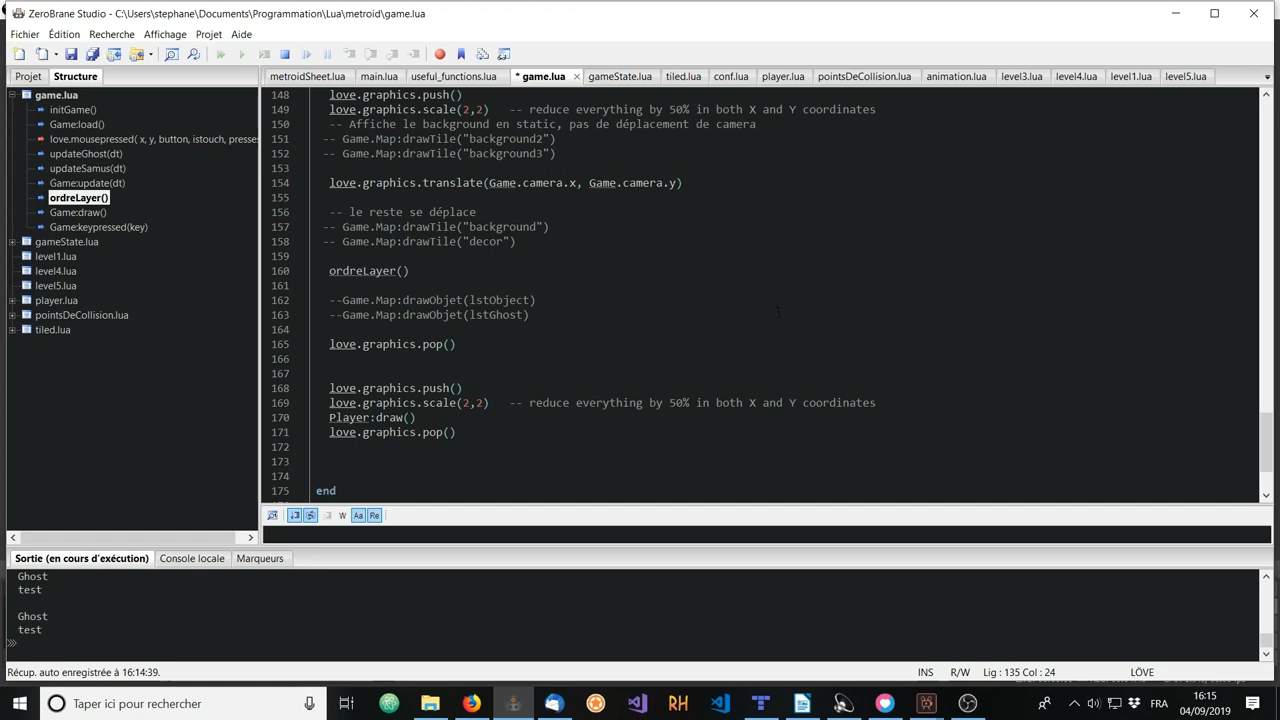 ZeroBrane Studio - C:\Users\stephane\Documents\Programmation\Lua\metroid\game.lua
Fichier Édition Recherche Affichage Projet Aide
Projet Structure
metroidSheet.lua main.lua useful_functions.lua * game.lua gameState.lua tiled.lua conf.lua player.lua pointsDeCollision.lua animation.lua level3.lua level4.lua level1.lua level5.lua
game.lua
initGame()
Game:load()
love.mousepressed( x, y, button, istouch, presses
updateGhost(dt)
updateSamus(dt)
Game:update(dt)
ordreLayer()
Game:draw()
Game:keypressed(key)
gameState.lua
level1.lua
level4.lua
level5.lua
player.lua
pointsDeCollision.lua
tiled.lua
148 love.graphics.push()
149 love.graphics.scale(2,2) -- reduce everything by 50% in both X and Y coordinates
150 -- Affiche le background en static, pas de déplacement de camera
151 -- Game.Map:drawTile("background2")
152 -- Game.Map:drawTile("background3")
153
154 love.graphics.translate(Game.camera.x, Game.camera.y)
155
156 -- le reste se déplace
157 -- Game.Map:drawTile("background")
158 -- Game.Map:drawTile("decor")
159
160 ordreLayer()
161
162 --Game.Map:drawObjet(lstObject)
163 --Game.Map:drawObjet(lstGhost)
164
165 love.graphics.pop()
166
167
168 love.graphics.push()
169 love.graphics.scale(2,2) -- reduce everything by 50% in both X and Y coordinates
170 Player:draw()
171 love.graphics.pop()
172
173
174
175 end
W Aa Re
Sortie (en cours d'exécution) Console locale Marqueurs
Ghost
test
Ghost
test
Récup. auto enregistrée à 16:14:39. INS R/W Lig : 135 Col : 24 LÖVE
Taper ici pour rechercher
RH
FRA
16:15
04/09/2019